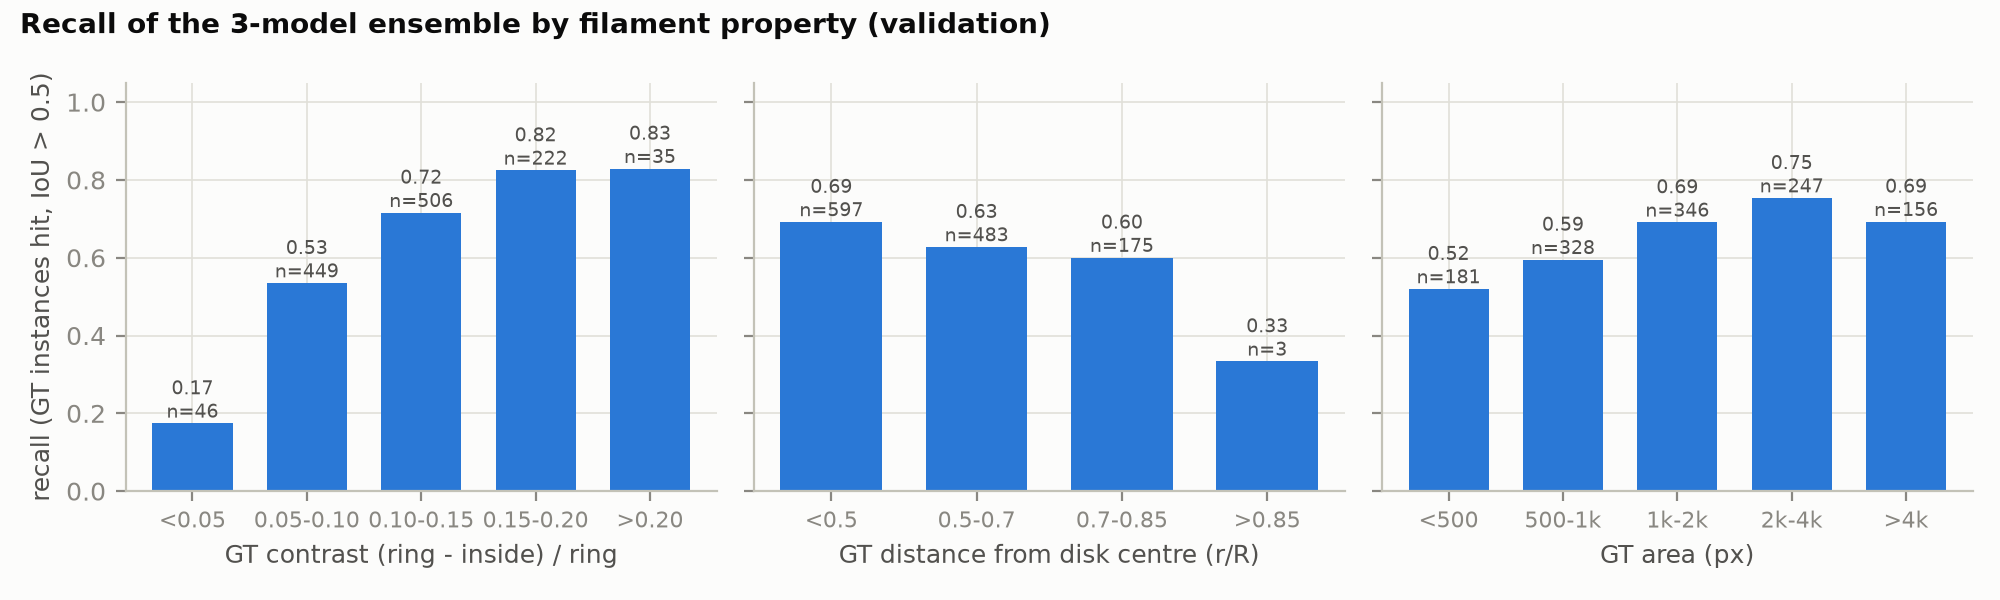 Recall of the 3-model ensemble by filament property (validation)
recall (GT instances hit, IoU > 0.5)
1.0
0.8
0.6
0.4
0.2
0.0
0.17
n=46
0.53
n=449
0.72
n=506
0.82
n=222
0.83
n=35
<0.05 0.05-0.10 0.10-0.15 0.15-0.20 >0.20
GT contrast (ring - inside) / ring
0.69
n=597
0.63
n=483
0.60
n=175
0.33
n=3
<0.5 0.5-0.7 0.7-0.85 >0.85
GT distance from disk centre (r/R)
0.52
n=181
0.59
n=328
0.69
n=346
0.75
n=247
0.69
n=156
<500 500-1k 1k-2k 2k-4k >4k
GT area (px)